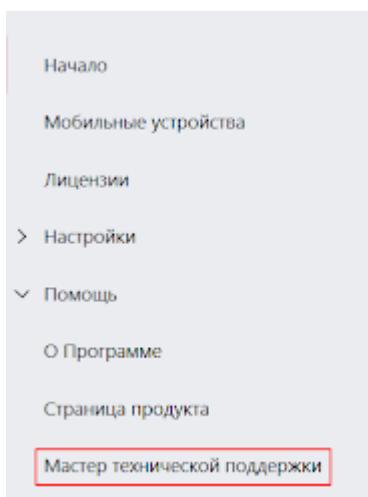 Начало
Мобильные устройства
Лицензии
Настройки
Помощь
О Программе
Страница продукта
Мастер технической поддержки